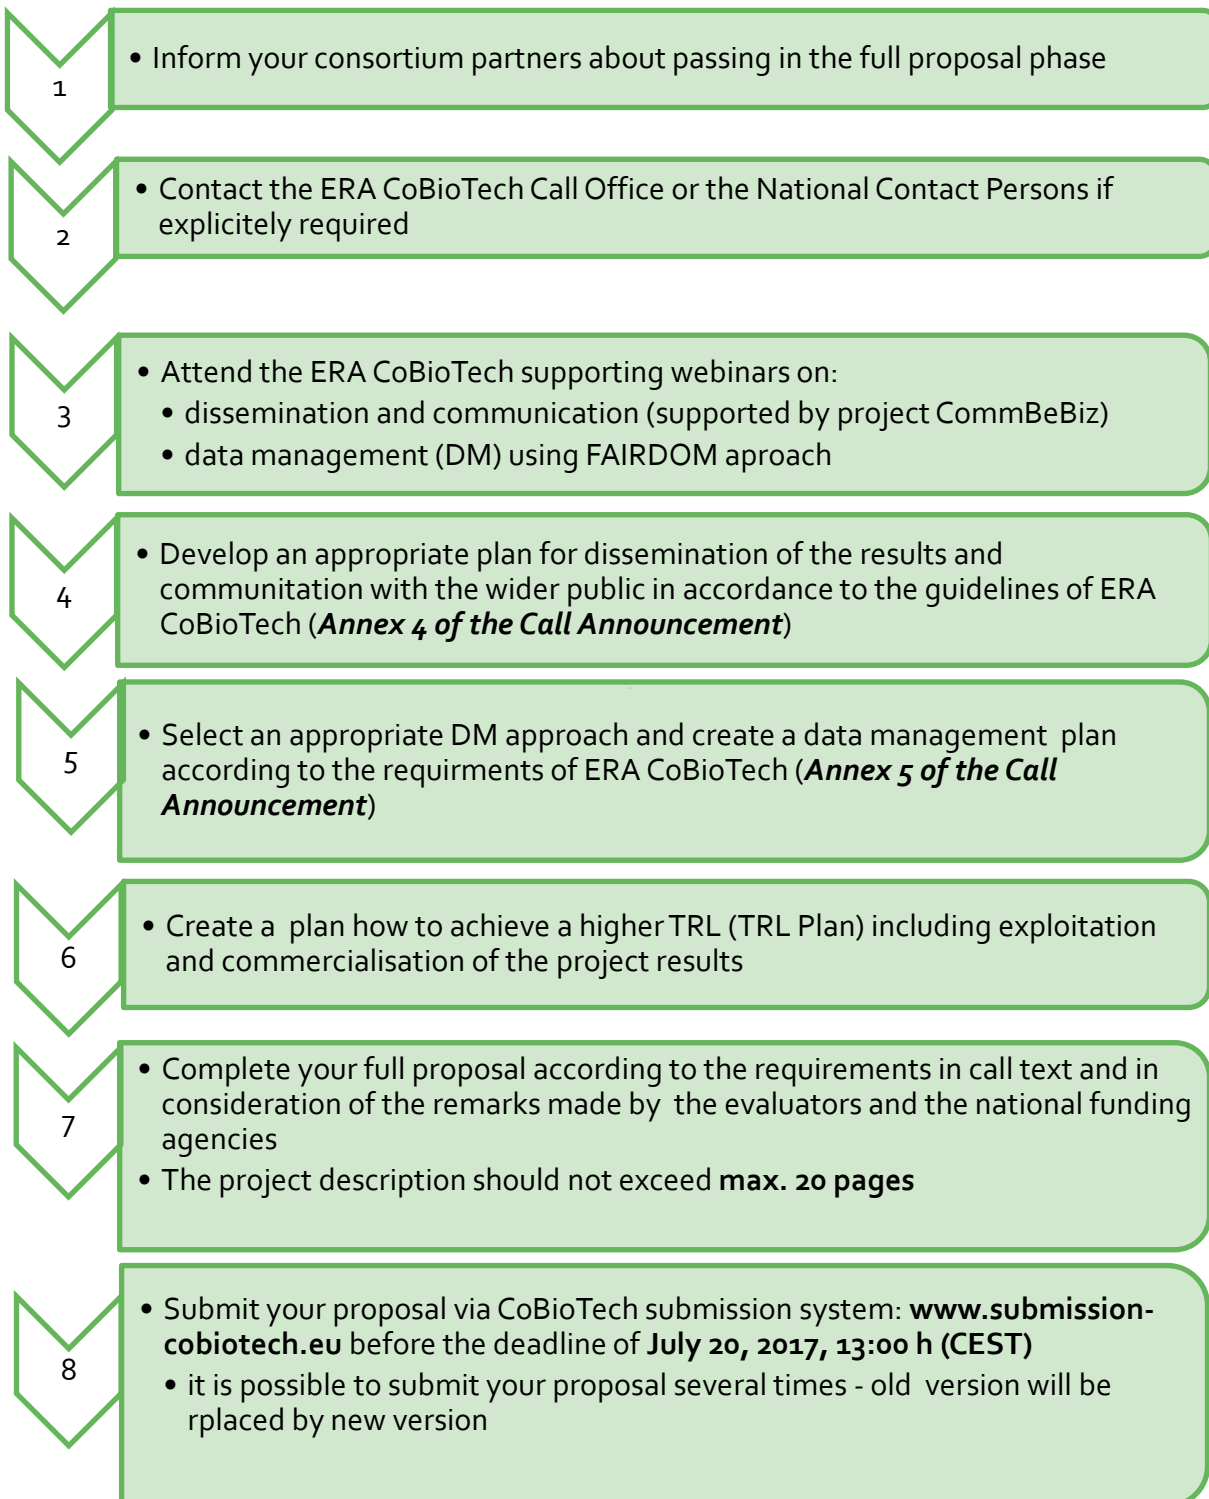 1
• Inform your consortium partners about passing in the full proposal phase
2
• Contact the ERA CoBioTech Call Office or the National Contact Persons if
explicitely required
3
• Attend the ERA CoBioTech supporting webinars on:
• dissemination and communication (supported by project CommBeBiz)
• data management (DM) using FAIRDOM aproach
4
• Develop an appropriate plan for dissemination of the results and
communitation with the wider public in accordance to the guidelines of ERA
CoBioTech (Annex 4 of the Call Announcement)
5
• Select an appropriate DM approach and create a data management  plan
according to the requirments of ERA CoBioTech (Annex 5 of the Call
Announcement)
6
• Create a  plan how to achieve a higher TRL (TRL Plan) including exploitation
and commercialisation of the project results
7
• Complete your full proposal according to the requirements in call text and in
consideration of the remarks made by  the evaluators and the national funding
agencies
• The project description should not exceed max. 20 pages
8
• Submit your proposal via CoBioTech submission system: www.submission-
cobiotech.eu before the deadline of July 20, 2017, 13:00 h (CEST)
• it is possible to submit your proposal several times - old  version will be
rplaced by new version